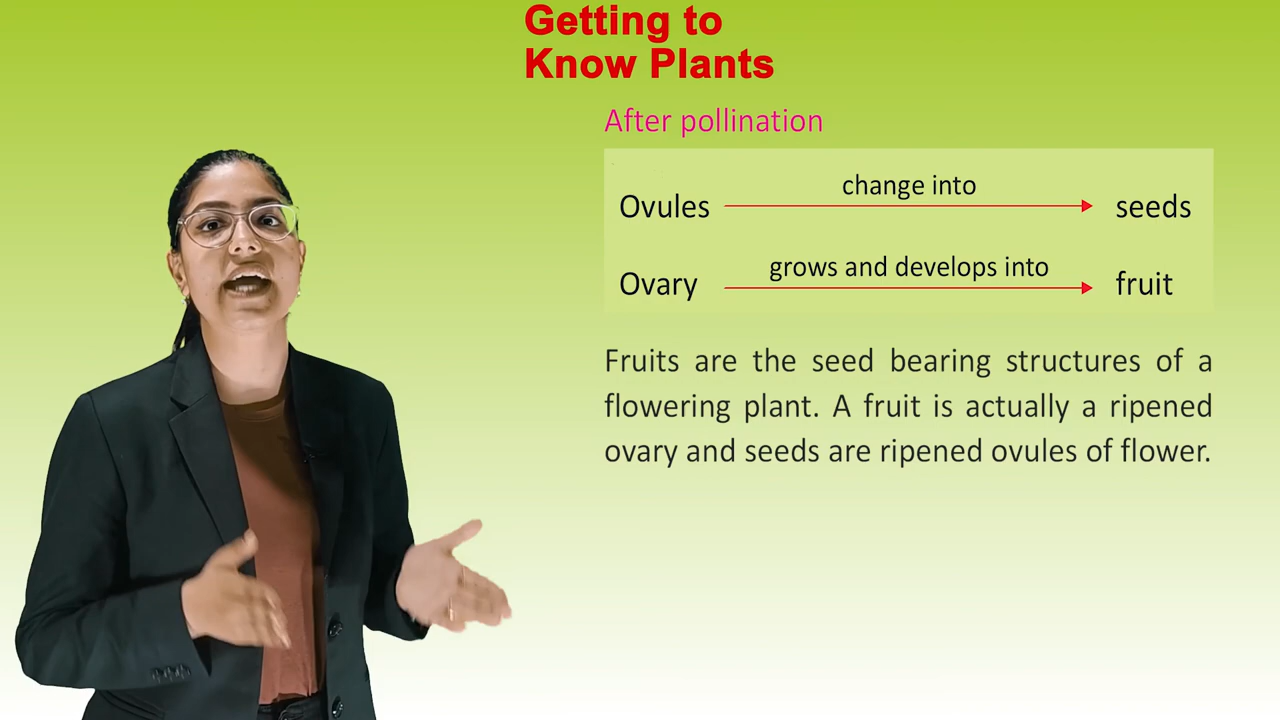 Getting to
Know Plants
After pollination
change into
Ovules seeds
grows and develops into
Ovary fruit
Fruits are the seed bearing structures of a
flowering plant. A fruit is actually a ripened
ovary and seeds are ripened ovules of flower.